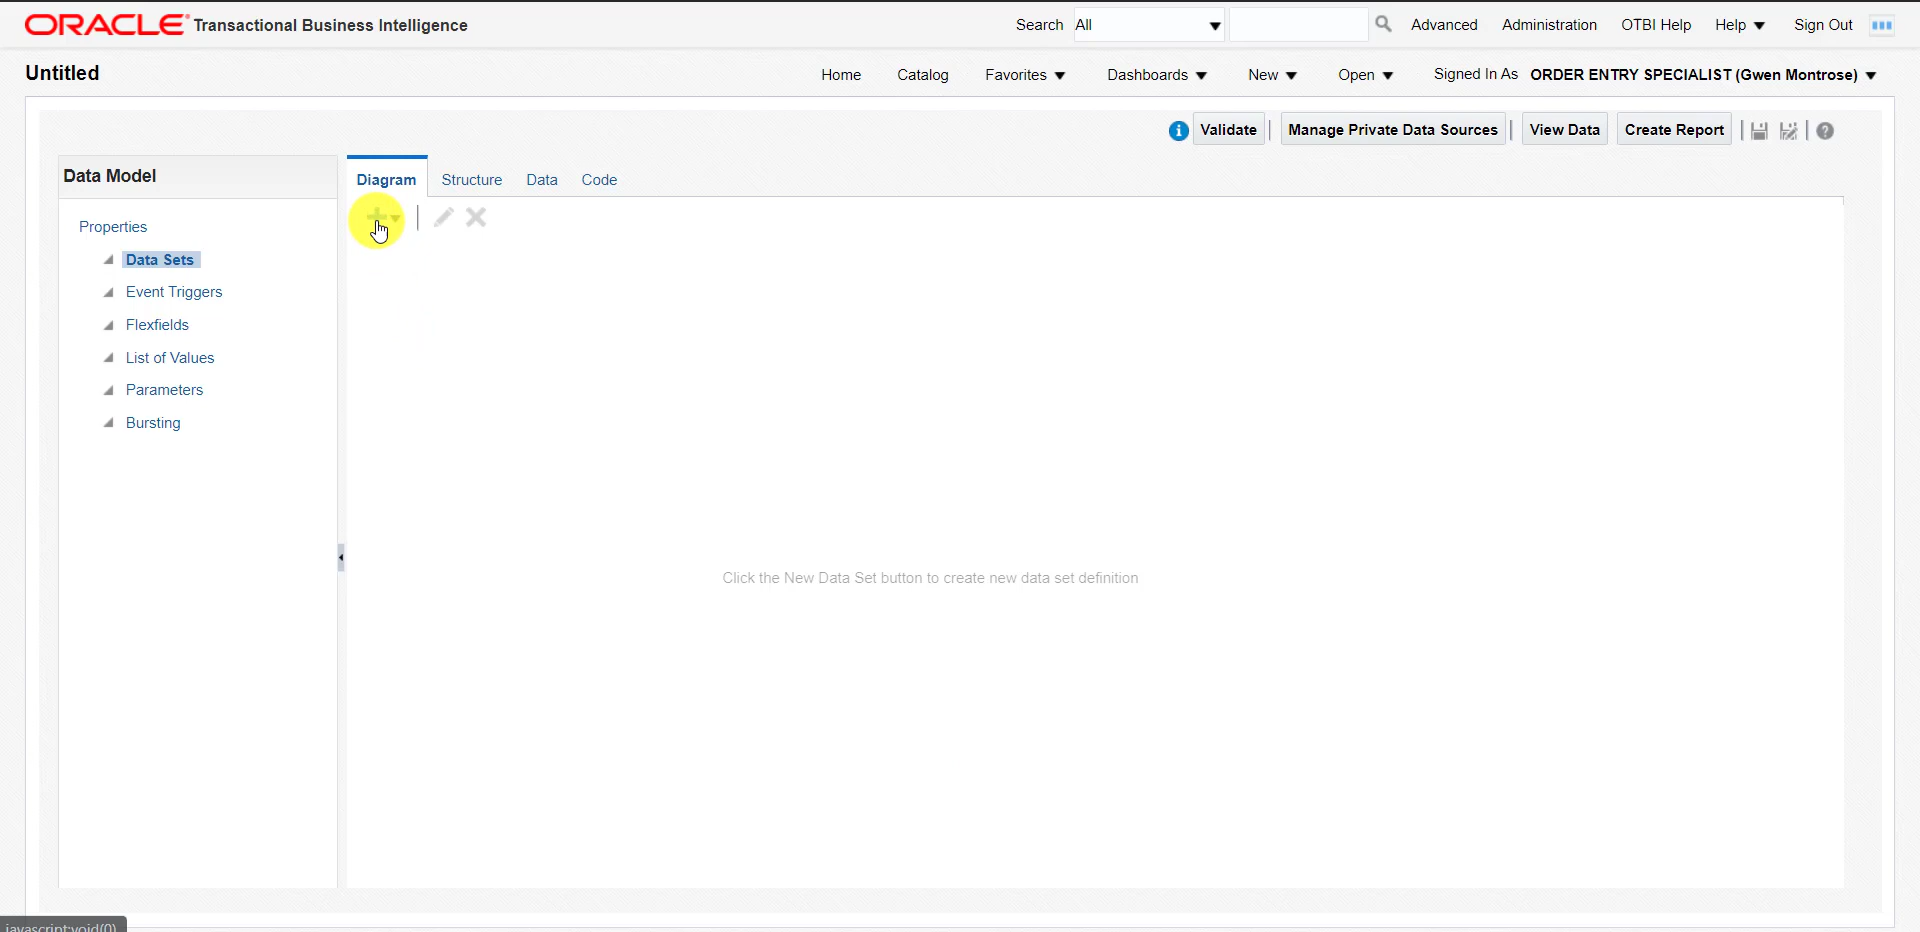 ORACLE Transactional Business Intelligence
Search All Advanced Administration OTBI Help Help Sign Out
Untitled
Home Catalog Favorites Dashboards New Open Signed In As ORDER ENTRY SPECIALIST (Gwen Montrose)
Validate Manage Private Data Sources View Data Create Report
Data Model
Diagram Structure Data Code
Properties
Data Sets
Event Triggers
Flexfields
List of Values
Parameters
Bursting
Click the New Data Set button to create new data set definition
javascript:void(0)